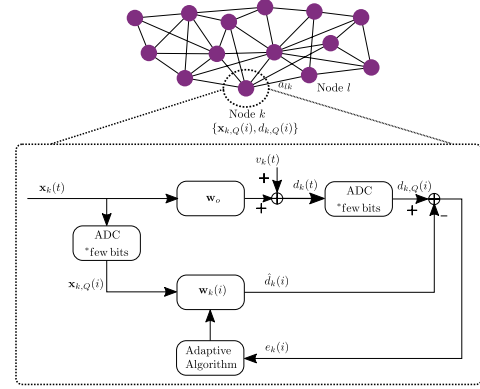 a_{lk}
Node l
Node k
{x_{k,Q}(i), d_{k,Q}(i)}
v_k(t)
x_k(t)
w_o
d_k(t)
ADC
*few bits
d_{k,Q}(i)
+
+
+
−
ADC
*few bits
x_{k,Q}(i)
w_k(i)
d̂_k(i)
Adaptive
Algorithm
e_k(i)